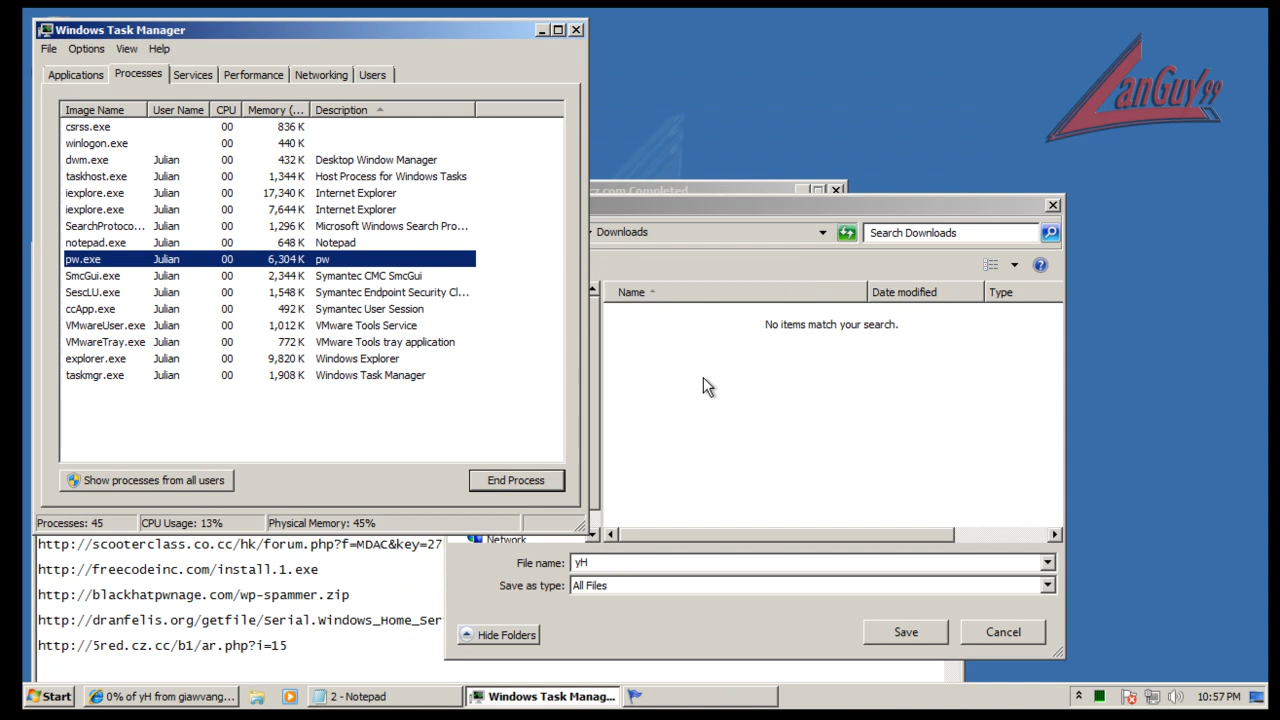 Windows Task Manager
File Options View Help
Applications Processes Services Performance Networking Users
Image Name User Name CPU Memory (... Description
csrss.exe 00 836 K
winlogon.exe 00 440 K
dwm.exe Julian 00 432 K Desktop Window Manager
taskhost.exe Julian 00 1,344 K Host Process for Windows Tasks
iexplore.exe Julian 00 17,340 K Internet Explorer
iexplore.exe Julian 00 7,644 K Internet Explorer
SearchProtoco... Julian 00 1,296 K Microsoft Windows Search Pro...
notepad.exe Julian 00 648 K Notepad
pw.exe Julian 00 6,304 K pw
SmcGui.exe Julian 00 2,344 K Symantec CMC SmcGui
SescLU.exe Julian 00 1,548 K Symantec Endpoint Security Cl...
ccApp.exe Julian 00 492 K Symantec User Session
VMwareUser.exe Julian 00 1,012 K VMware Tools Service
VMwareTray.exe Julian 00 772 K VMware Tools tray application
explorer.exe Julian 00 9,820 K Windows Explorer
taskmgr.exe Julian 00 1,908 K Windows Task Manager
Show processes from all users End Process
Processes: 45 CPU Usage: 13% Physical Memory: 45%
LanGuy99
cz.com Completed
Downloads Search Downloads
Name Date modified Type
No items match your search.
Network
File name: yH
Save as type: All Files
Hide Folders Save Cancel
http://scooterclass.co.cc/hk/forum.php?f=MDAC&key=27
http://freecodeinc.com/install.1.exe
http://blackhatpwnage.com/wp-spammer.zip
http://dranfelis.org/getfile/Serial.Windows_Home_Ser
http://5red.cz.cc/b1/ar.php?i=15
Start 0% of yH from giawvang... 2 - Notepad Windows Task Manag... 10:57 PM